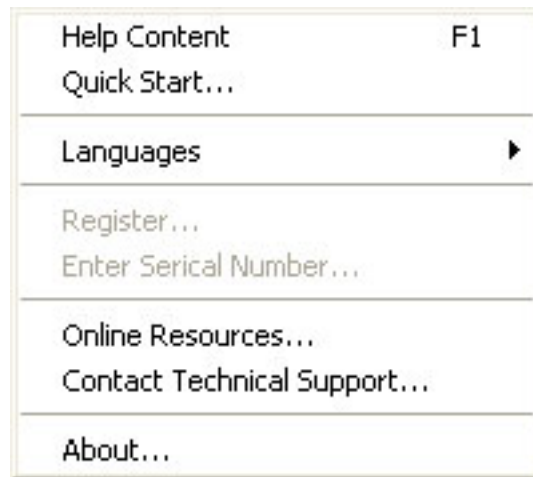 Help Content F1
Quick Start...
Languages
Register...
Enter Serical Number...
Online Resources...
Contact Technical Support...
About...